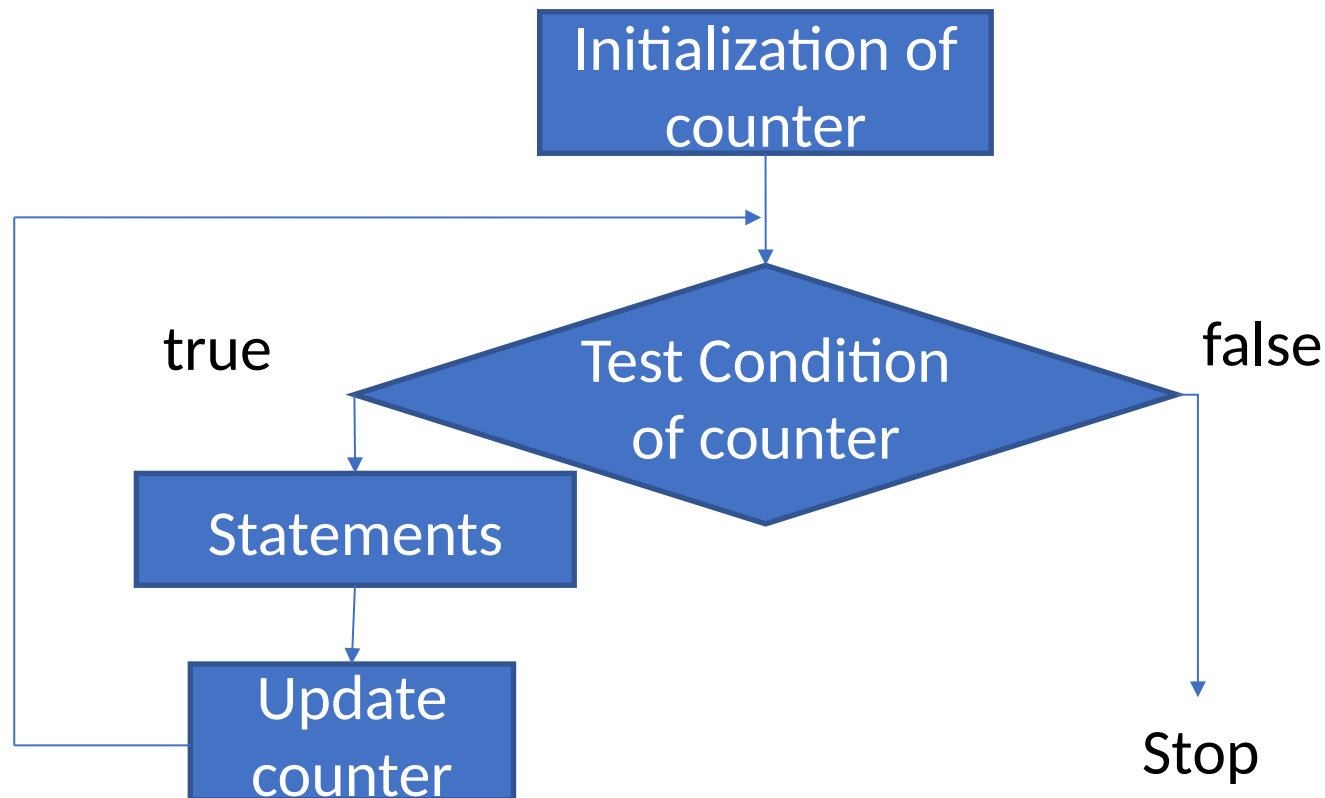 Initialization of
counter
true
false
Test Condition
of counter
Statements
Update
counter
Stop